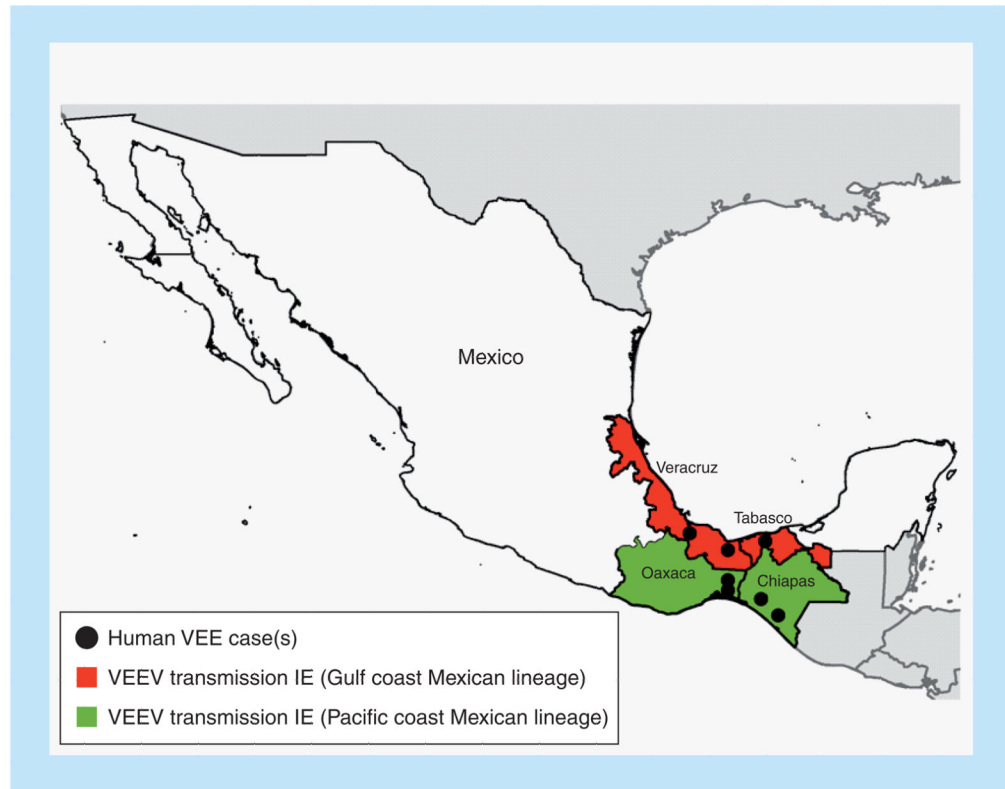 Mexico
Veracruz
Tabasco
Oaxaca
Chiapas
Human VEE case(s)
VEEV transmission IE (Gulf coast Mexican lineage)
VEEV transmission IE (Pacific coast Mexican lineage)